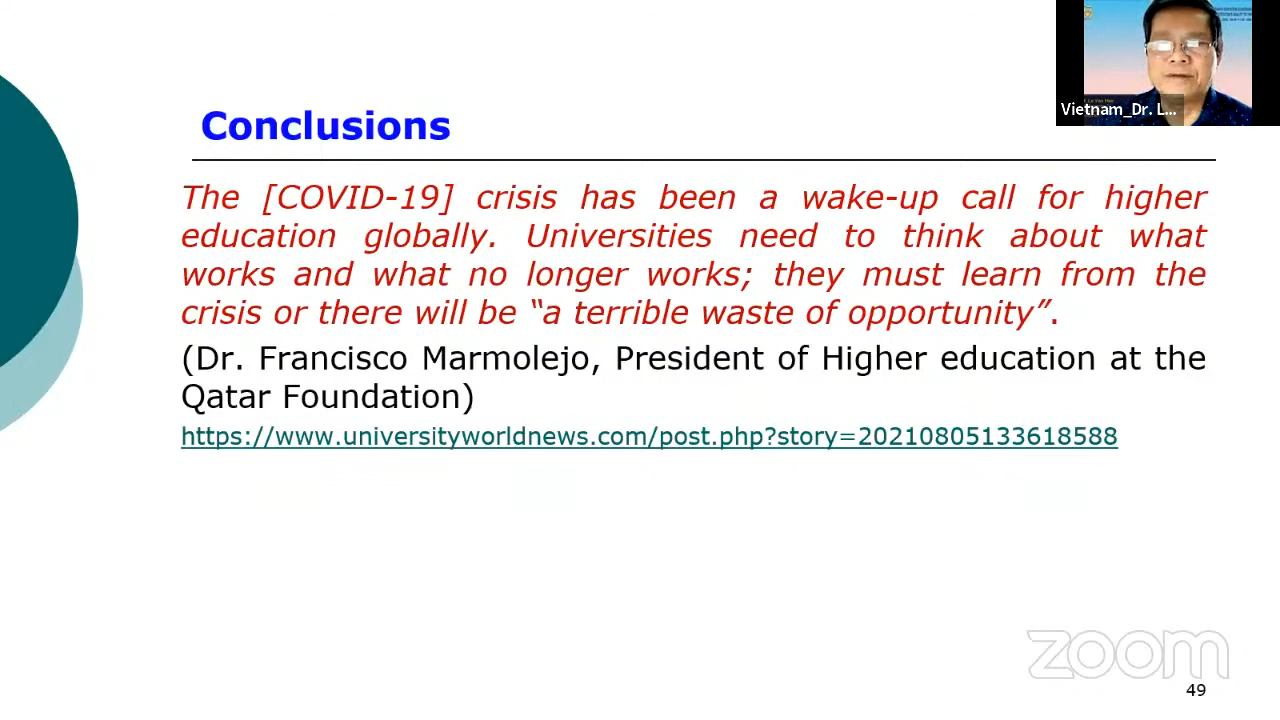 Vietnam_Dr. L...
Conclusions
The [COVID-19] crisis has been a wake-up call for higher
education globally. Universities need to think about what
works and what no longer works; they must learn from the
crisis or there will be “a terrible waste of opportunity”.
(Dr. Francisco Marmolejo, President of Higher education at the
Qatar Foundation)
https://www.universityworldnews.com/post.php?story=20210805133618588
zoom
49